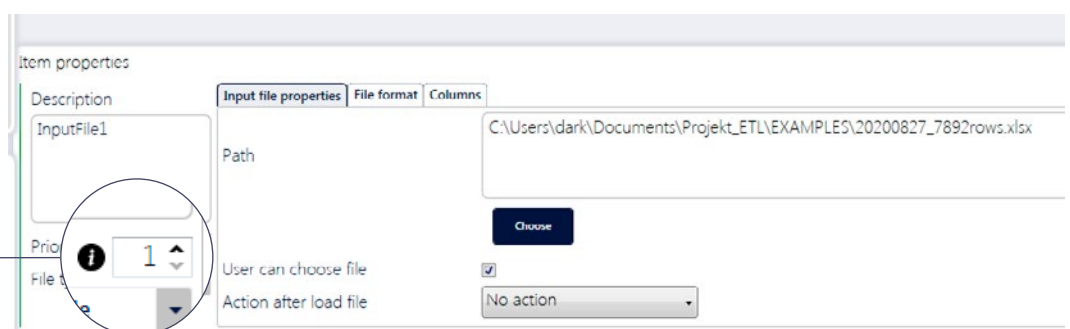 Item properties
Description
Input file properties File format Columns
InputFile1
C:\Users\dark\Documents\Projekt_ETL\EXAMPLES\20200827_7892rows.xlsx
Path
Choose
i 1
User can choose file
Action after load file
No action